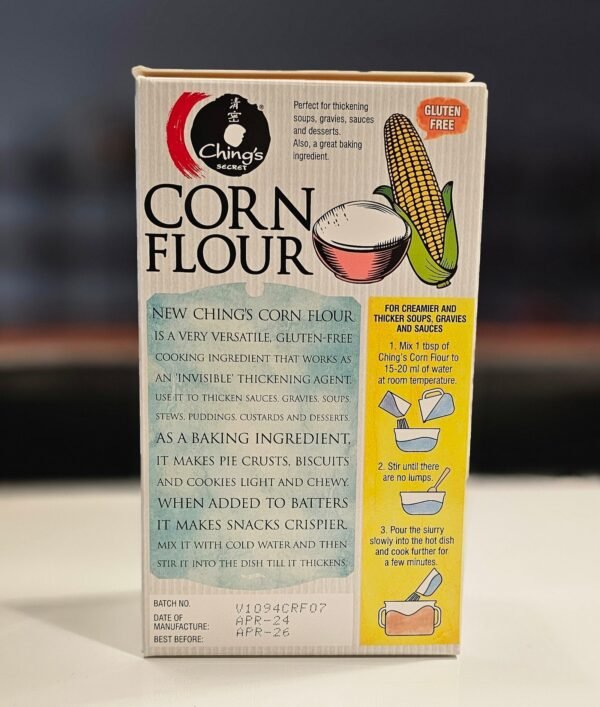 清
密
®
Ching's
SECRET
Perfect for thickening
soups, gravies, sauces
and desserts.
Also, a great baking
ingredient.
GLUTEN
FREE
CORN
FLOUR
NEW CHING'S CORN FLOUR
IS A VERY VERSATILE, GLUTEN-FREE
COOKING INGREDIENT THAT WORKS AS
AN 'INVISIBLE' THICKENING AGENT.
USE IT TO THICKEN SAUCES, GRAVIES, SOUPS,
STEWS, PUDDINGS, CUSTARDS AND DESSERTS.
AS A BAKING INGREDIENT,
IT MAKES PIE CRUSTS, BISCUITS
AND COOKIES LIGHT AND CHEWY.
WHEN ADDED TO BATTERS
IT MAKES SNACKS CRISPIER.
MIX IT WITH COLD WATER AND THEN
STIR IT INTO THE DISH TILL IT THICKENS.
FOR CREAMIER AND
THICKER SOUPS, GRAVIES
AND SAUCES
1. Mix 1 tbsp of
Ching's Corn Flour to
15-20 ml of water
at room temperature.
2. Stir until there
are no lumps.
3. Pour the slurry
slowly into the hot dish
and cook further for
a few minutes.
BATCH NO. V1094CRF07
DATE OF
MANUFACTURE: APR-24
BEST BEFORE: APR-26